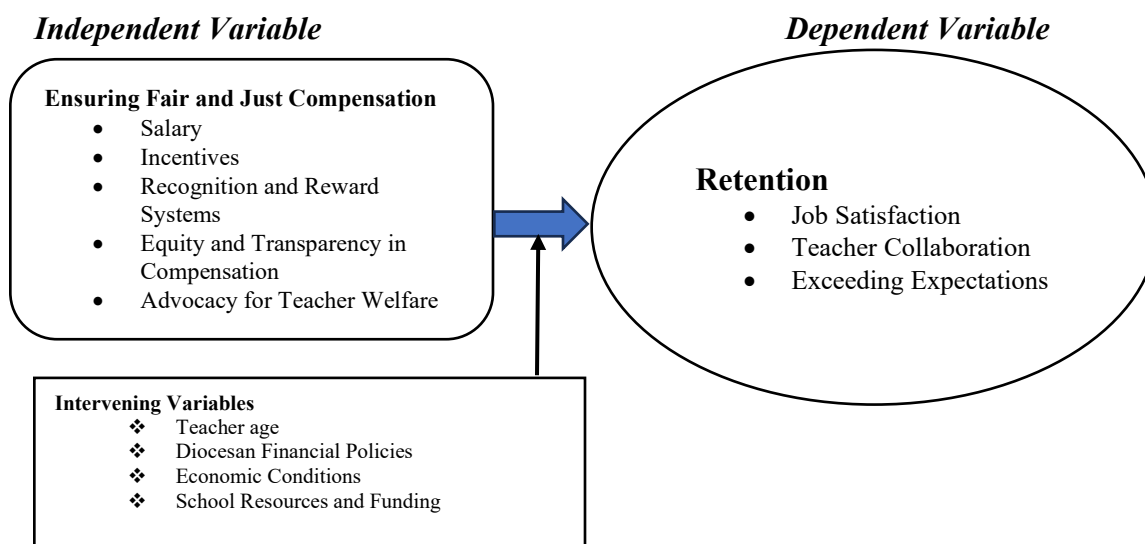 Independent Variable
Dependent Variable
Ensuring Fair and Just Compensation
• Salary
• Incentives
• Recognition and Reward
Systems
• Equity and Transparency in
Compensation
• Advocacy for Teacher Welfare
Retention
• Job Satisfaction
• Teacher Collaboration
• Exceeding Expectations
Intervening Variables
❖ Teacher age
❖ Diocesan Financial Policies
❖ Economic Conditions
❖ School Resources and Funding